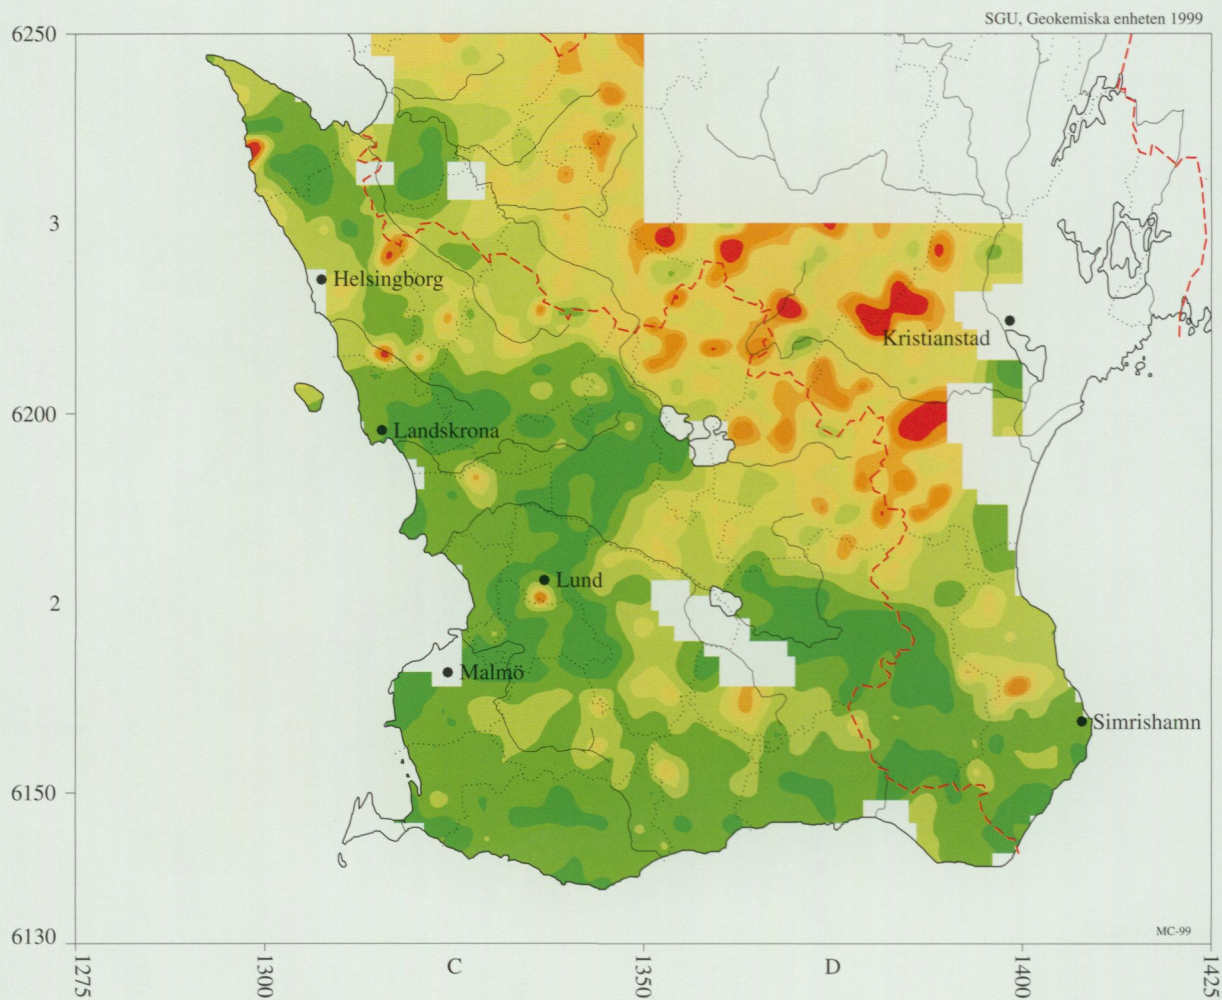 SGU, Geokemiska enheten 1999
6250
3
Helsingborg
Kristianstad
6200
Landskrona
Lund
2
Malmö
Simrishamn
6150
MC-99
6130
1275
1300
C
1350
D
1400
1425